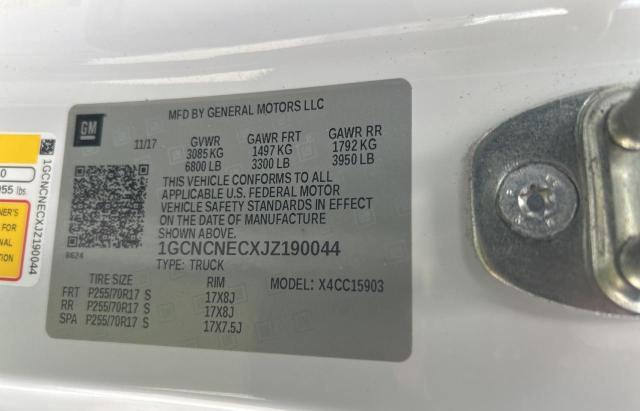 MFD BY GENERAL MOTORS LLC
GM
11/17
GVWR GAWR FRT GAWR RR
3085 KG 1497 KG 1792 KG
6800 LB 3300 LB 3950 LB
THIS VEHICLE CONFORMS TO ALL
APPLICABLE U.S. FEDERAL MOTOR
VEHICLE SAFETY STANDARDS IN EFFECT
ON THE DATE OF MANUFACTURE
SHOWN ABOVE.
1GCNCNECXJZ190044
TYPE: TRUCK
TIRE SIZE RIM MODEL: X4CC15903
FRT P255/70R17 S 17X8J
RR P255/70R17 S 17X8J
SPA P255/70R17 S 17X7.5J
1GCNCNECXJZ190044
lbs.
FOR